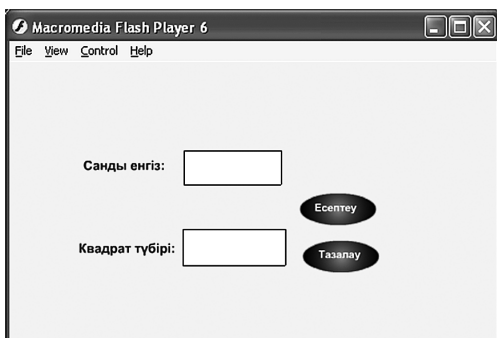 Macromedia Flash Player 6
File View Control Help
Санды енгіз:
Есептеу
Квадрат түбірі:
Тазалау